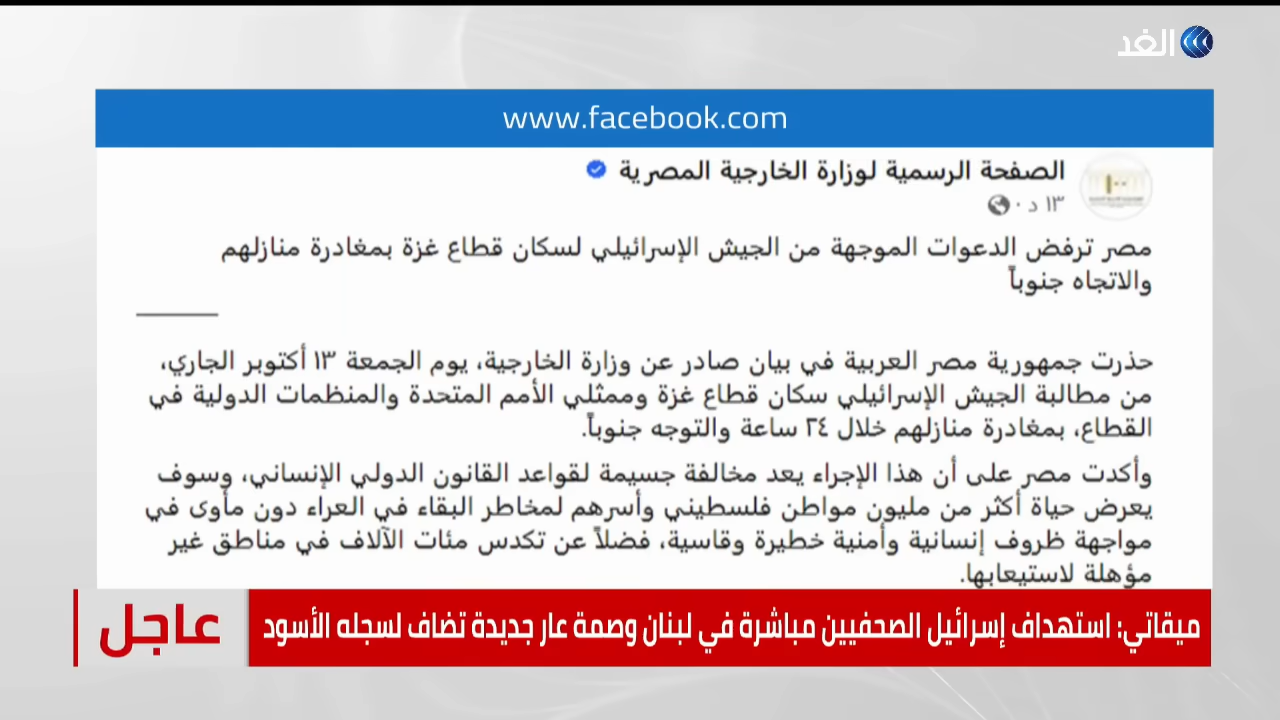 الغد
www.facebook.com
الصفحة الرسمية لوزارة الخارجية المصرية
١٣ د ·
مصر ترفض الدعوات الموجهة من الجيش الإسرائيلي لسكان قطاع غزة بمغادرة منازلهم
والاتجاه جنوباً
حذرت جمهورية مصر العربية في بيان صادر عن وزارة الخارجية، يوم الجمعة ١٣ أكتوبر الجاري،
من مطالبة الجيش الإسرائيلي سكان قطاع غزة وممثلي الأمم المتحدة والمنظمات الدولية في
القطاع، بمغادرة منازلهم خلال ٢٤ ساعة والتوجه جنوباً.
وأكدت مصر على أن هذا الإجراء يعد مخالفة جسيمة لقواعد القانون الدولي الإنساني، وسوف
يعرض حياة أكثر من مليون مواطن فلسطيني وأسرهم لمخاطر البقاء في العراء دون مأوى في
مواجهة ظروف إنسانية وأمنية خطيرة وقاسية، فضلاً عن تكدس مئات الآلاف في مناطق غير
مؤهلة لاستيعابها.
ميقاتي: استهداف إسرائيل الصحفيين مباشرة في لبنان وصمة عار جديدة تضاف لسجله الأسود
عاجل